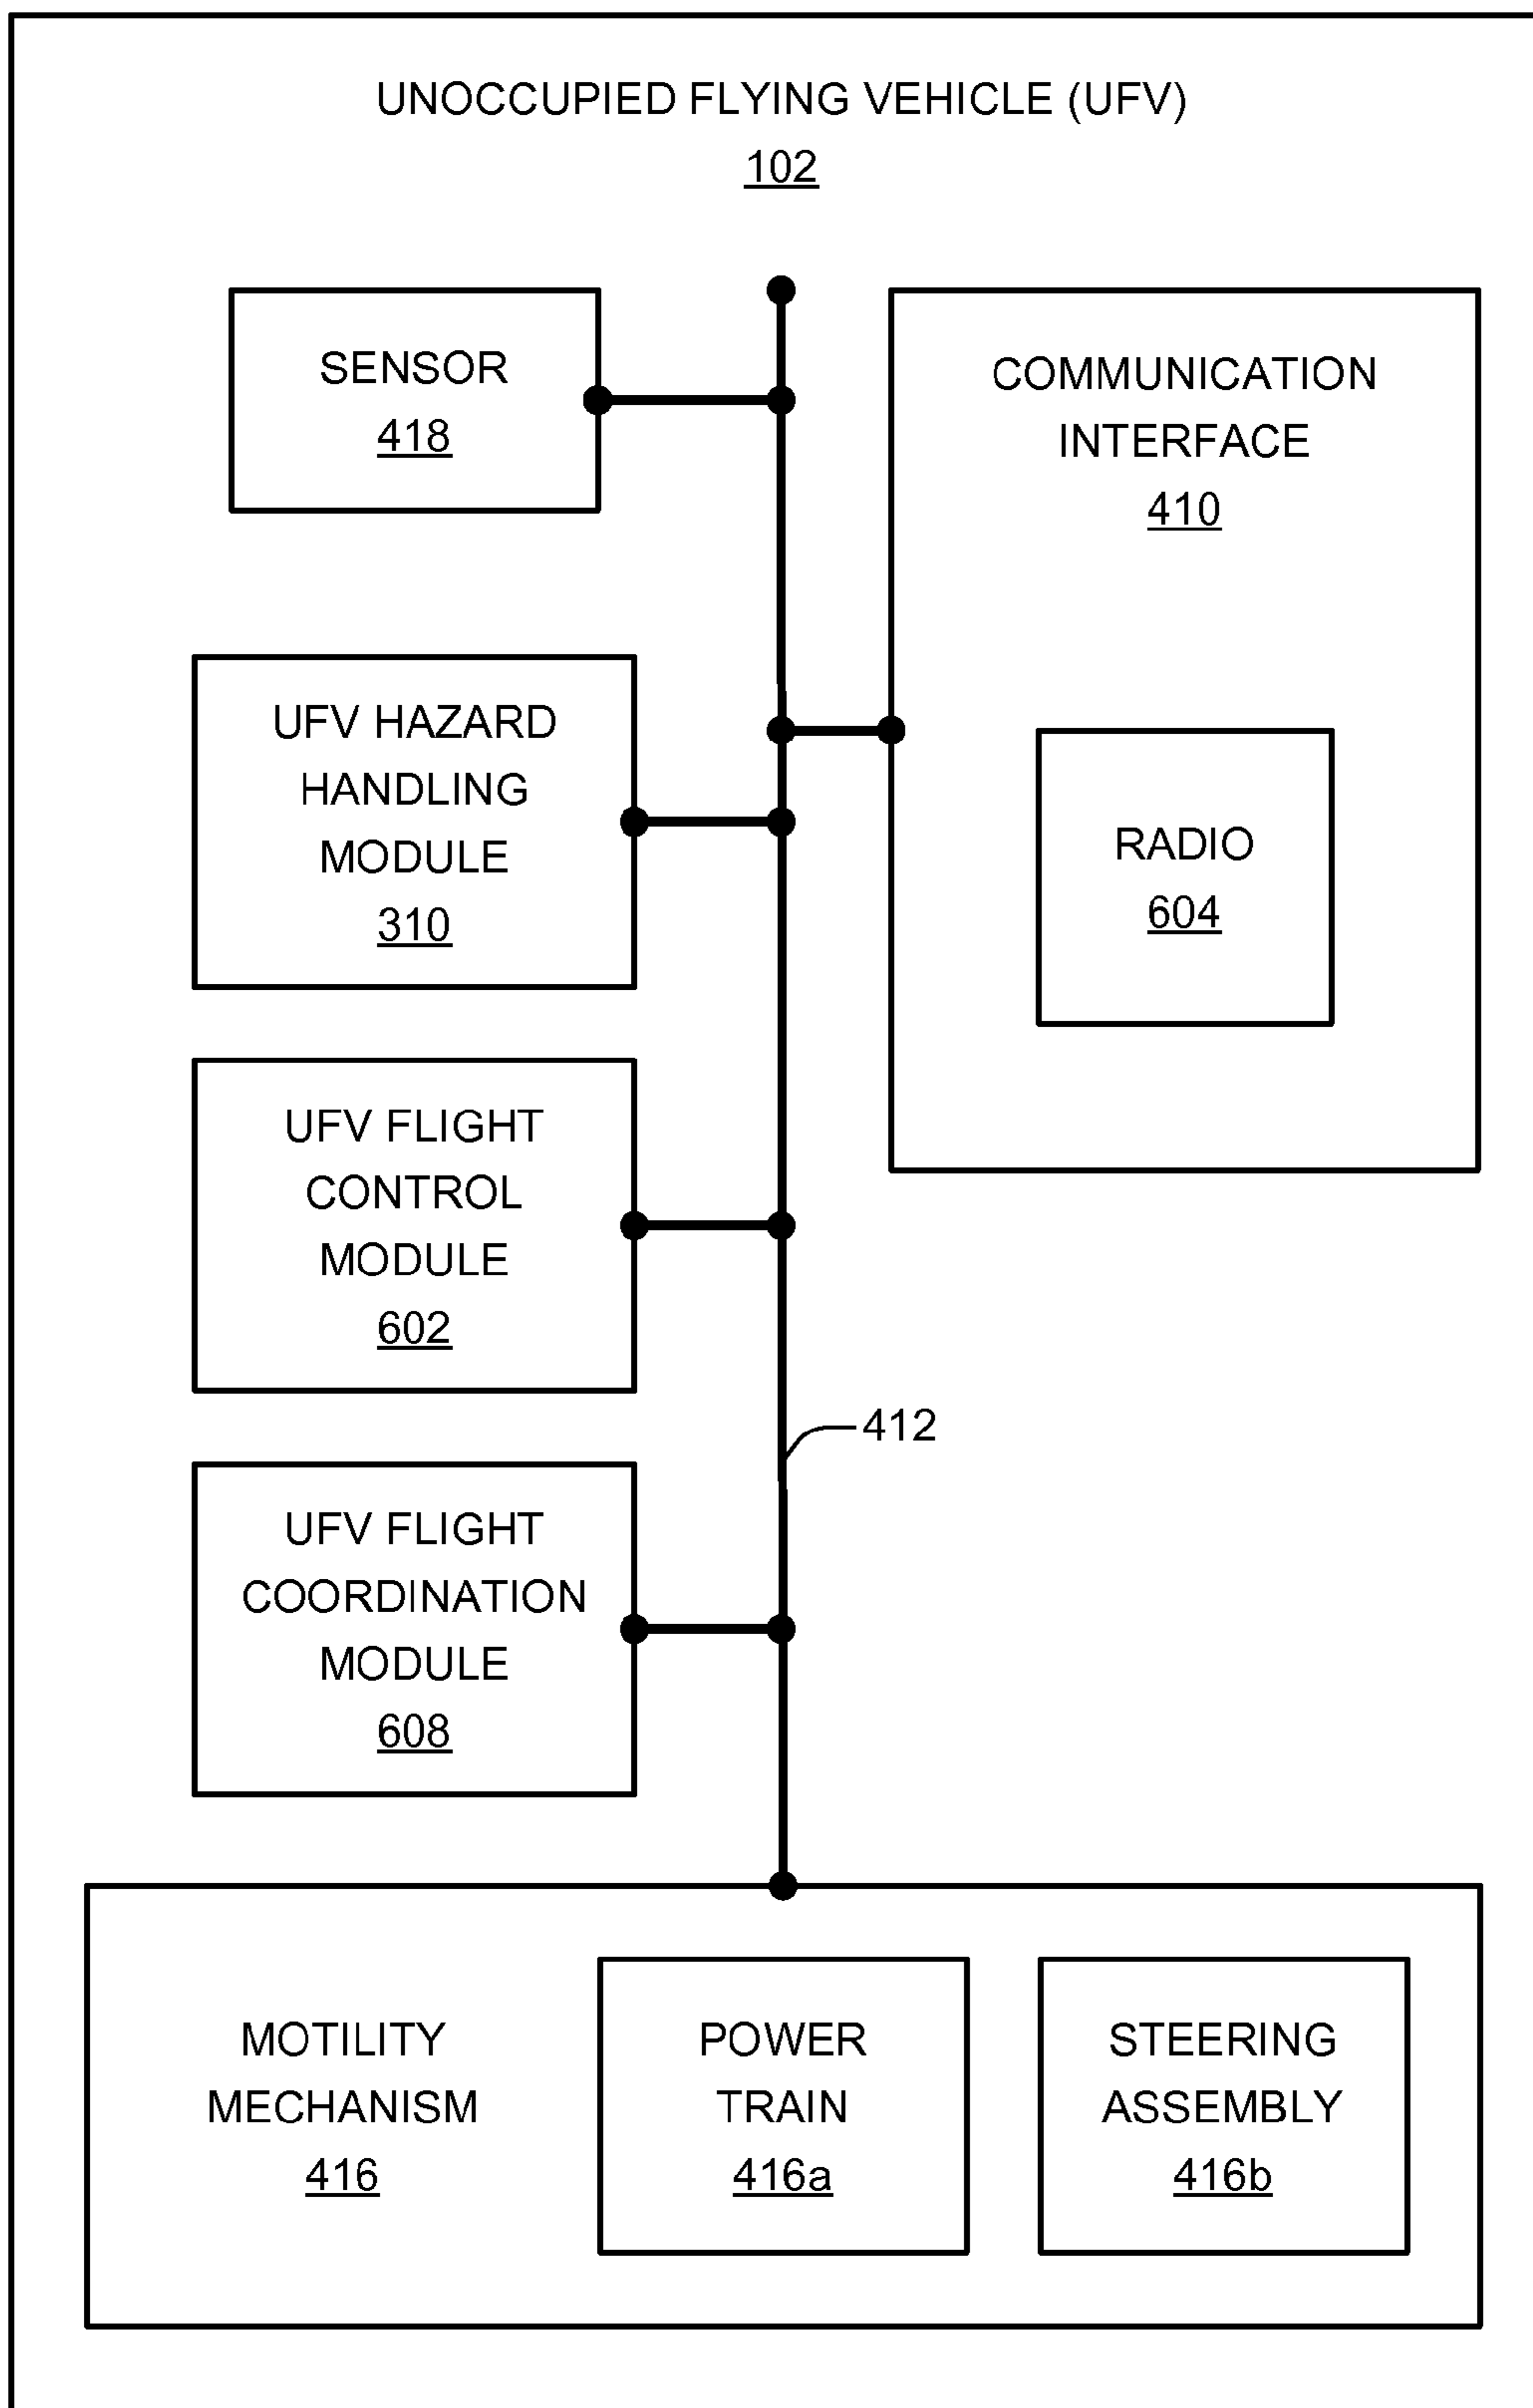 UNOCCUPIED FLYING VEHICLE (UFV)
102
SENSOR
418
COMMUNICATION
INTERFACE
410
UFV HAZARD
HANDLING
MODULE
310
RADIO
604
UFV FLIGHT
CONTROL
MODULE
602
412
UFV FLIGHT
COORDINATION
MODULE
608
MOTILITY
MECHANISM
416
POWER
TRAIN
416a
STEERING
ASSEMBLY
416b